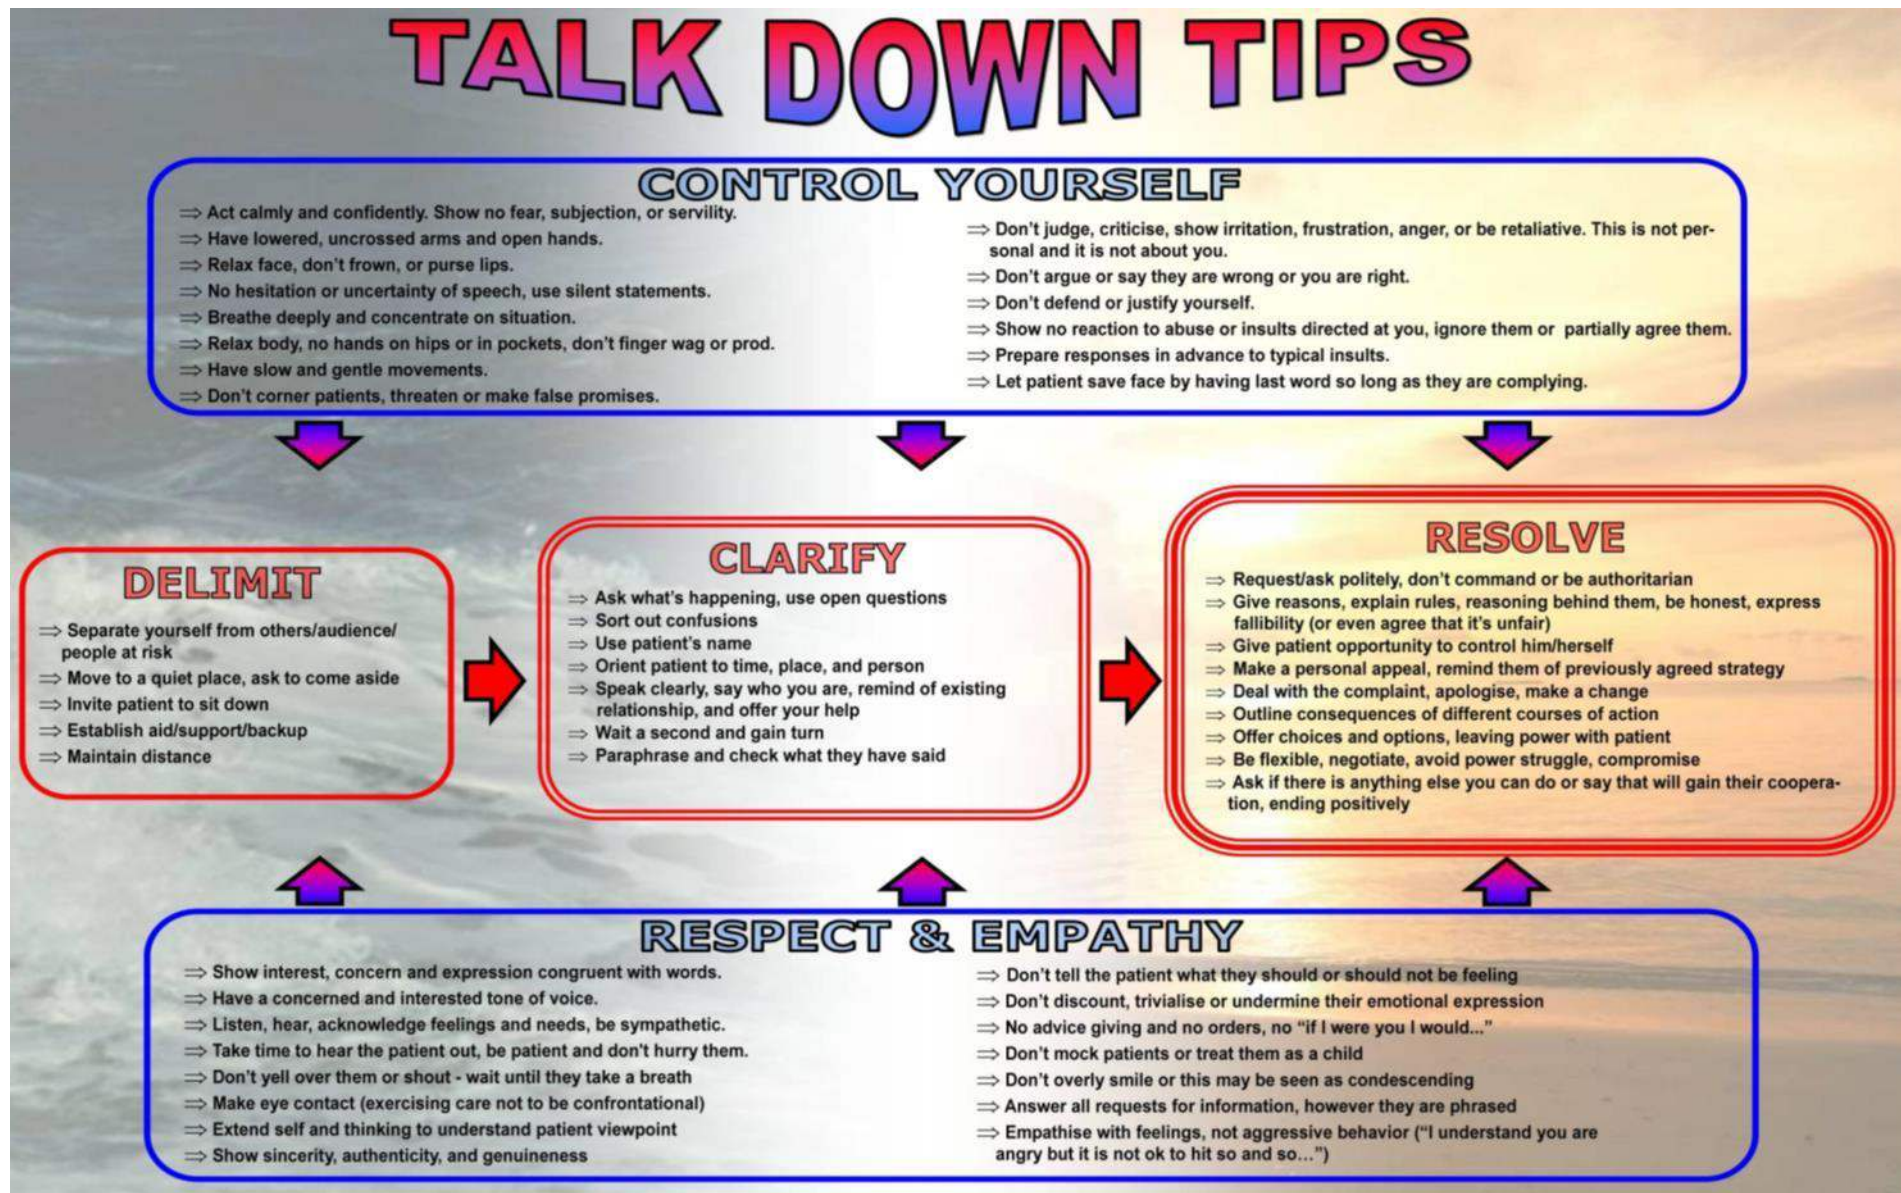 TALK DOWN TIPS
CONTROL YOURSELF
⇒ Act calmly and confidently. Show no fear, subjection, or servility.
⇒ Have lowered, uncrossed arms and open hands.
⇒ Relax face, don't frown, or purse lips.
⇒ No hesitation or uncertainty of speech, use silent statements.
⇒ Breathe deeply and concentrate on situation.
⇒ Relax body, no hands on hips or in pockets, don't finger wag or prod.
⇒ Have slow and gentle movements.
⇒ Don't corner patients, threaten or make false promises.
⇒ Don't judge, criticise, show irritation, frustration, anger, or be retaliative. This is not per-
sonal and it is not about you.
⇒ Don't argue or say they are wrong or you are right.
⇒ Don't defend or justify yourself.
⇒ Show no reaction to abuse or insults directed at you, ignore them or partially agree them.
⇒ Prepare responses in advance to typical insults.
⇒ Let patient save face by having last word so long as they are complying.
DELIMIT
⇒ Separate yourself from others/audience/
people at risk
⇒ Move to a quiet place, ask to come aside
⇒ Invite patient to sit down
⇒ Establish aid/support/backup
⇒ Maintain distance
CLARIFY
⇒ Ask what's happening, use open questions
⇒ Sort out confusions
⇒ Use patient's name
⇒ Orient patient to time, place, and person
⇒ Speak clearly, say who you are, remind of existing
relationship, and offer your help
⇒ Wait a second and gain turn
⇒ Paraphrase and check what they have said
RESOLVE
⇒ Request/ask politely, don't command or be authoritarian
⇒ Give reasons, explain rules, reasoning behind them, be honest, express
fallibility (or even agree that it's unfair)
⇒ Give patient opportunity to control him/herself
⇒ Make a personal appeal, remind them of previously agreed strategy
⇒ Deal with the complaint, apologise, make a change
⇒ Outline consequences of different courses of action
⇒ Offer choices and options, leaving power with patient
⇒ Be flexible, negotiate, avoid power struggle, compromise
⇒ Ask if there is anything else you can do or say that will gain their coopera-
tion, ending positively
RESPECT & EMPATHY
⇒ Show interest, concern and expression congruent with words.
⇒ Have a concerned and interested tone of voice.
⇒ Listen, hear, acknowledge feelings and needs, be sympathetic.
⇒ Take time to hear the patient out, be patient and don't hurry them.
⇒ Don't yell over them or shout - wait until they take a breath
⇒ Make eye contact (exercising care not to be confrontational)
⇒ Extend self and thinking to understand patient viewpoint
⇒ Show sincerity, authenticity, and genuineness
⇒ Don't tell the patient what they should or should not be feeling
⇒ Don't discount, trivialise or undermine their emotional expression
⇒ No advice giving and no orders, no “if I were you I would...”
⇒ Don't mock patients or treat them as a child
⇒ Don't overly smile or this may be seen as condescending
⇒ Answer all requests for information, however they are phrased
⇒ Empathise with feelings, not aggressive behavior (“I understand you are
angry but it is not ok to hit so and so...”)